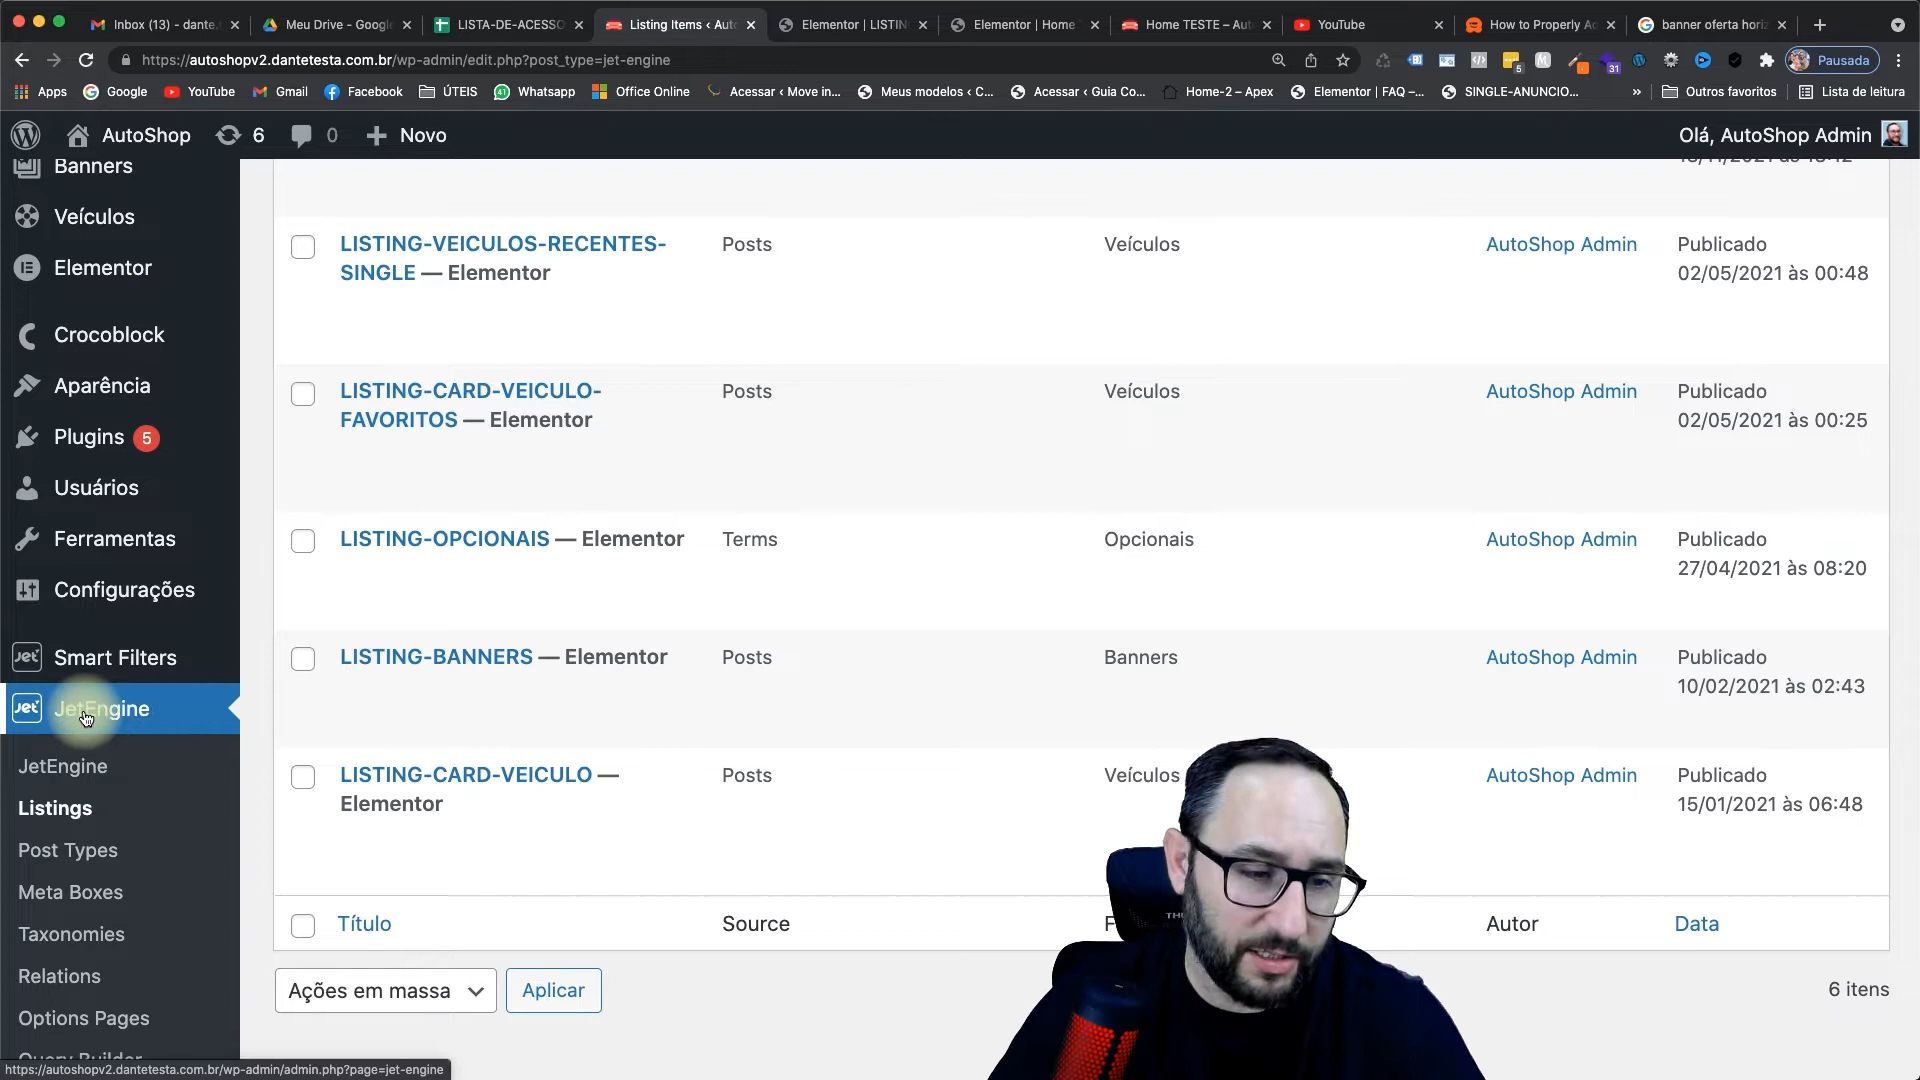 Inbox (13) - dante.
Meu Drive - Google
LISTA-DE-ACESSO
Listing Items ‹ Auto
Elementor | LISTIN
Elementor | Home
Home TESTE – Aut
YouTube
How to Properly Ac
banner oferta hori
https://autoshopv2.dantetesta.com.br/wp-admin/edit.php?post_type=jet-engine
5
31
Pausada
Apps
Google
YouTube
Gmail
Facebook
ÚTEIS
Whatsapp
Office Online
Acessar ‹ Move in...
Meus modelos ‹ C...
Acessar ‹ Guia Co...
Home-2 – Apex
Elementor | FAQ –...
SINGLE-ANUNCIO...
»
Outros favoritos
Lista de leitura
AutoShop
6
0
Novo
Olá, AutoShop Admin
Banners
Veículos
Elementor
Crocoblock
Aparência
Plugins 5
Usuários
Ferramentas
Configurações
Smart Filters
JetEngine
JetEngine
Listings
Post Types
Meta Boxes
Taxonomies
Relations
Options Pages
Query Builder
LISTING-VEICULOS-RECENTES-
SINGLE — Elementor
Posts
Veículos
AutoShop Admin
Publicado
02/05/2021 às 00:48
LISTING-CARD-VEICULO-
FAVORITOS — Elementor
Posts
Veículos
AutoShop Admin
Publicado
02/05/2021 às 00:25
LISTING-OPCIONAIS — Elementor
Terms
Opcionais
AutoShop Admin
Publicado
27/04/2021 às 08:20
LISTING-BANNERS — Elementor
Posts
Banners
AutoShop Admin
Publicado
10/02/2021 às 02:43
LISTING-CARD-VEICULO —
Elementor
Posts
Veículos
AutoShop Admin
Publicado
15/01/2021 às 06:48
Título
Source
Autor
Data
Ações em massa
Aplicar
6 itens
https://autoshopv2.dantetesta.com.br/wp-admin/admin.php?page=jet-engine